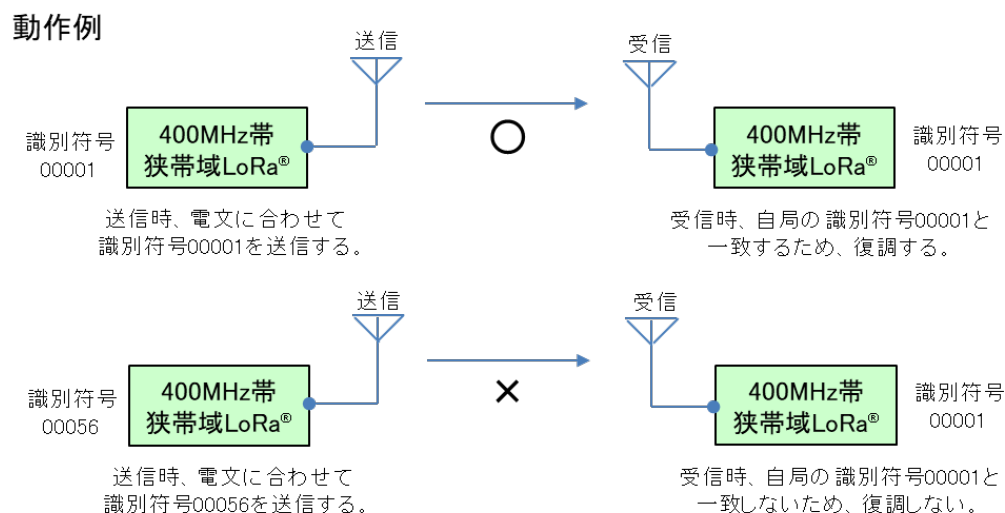 動作例
送信
受信
識別符号
00001
400MHz帯
狭帯域LoRa®
○
400MHz帯
狭帯域LoRa®
識別符号
00001
送信時、電文に合わせて
識別符号00001を送信する。
受信時、自局の識別符号00001と
一致するため、復調する。
送信
受信
識別符号
00056
400MHz帯
狭帯域LoRa®
×
400MHz帯
狭帯域LoRa®
識別符号
00001
送信時、電文に合わせて
識別符号00056を送信する。
受信時、自局の識別符号00001と
一致しないため、復調しない。